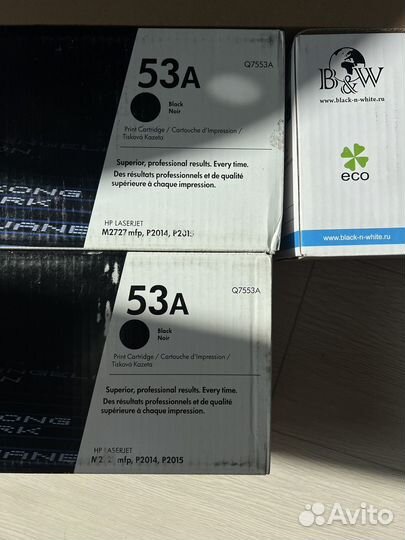 53A
Q7553A
Black
Noir
Print Cartridge / Cartouche d'Impression /
Tisková Kazeta
Superior, professional results. Every time.
Des résultats professionnels et de qualité
supérieure à chaque impression.
HP LASERJET
M2727 mfp, P2014, P2015
B&W
www.black-n-white.ru
eco
www.black-n-white.ru
53A
Q7553A
Black
Noir
Print Cartridge / Cartouche d'Impression /
Tisková Kazeta
Superior, professional results. Every time.
Des résultats professionnels et de qualité
supérieure à chaque impression.
HP LASERJET
mfp, P2014, P2015
Avito